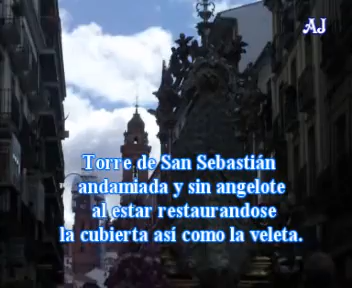 AJ
Torre de San Sebastián
andamiada y sin angelote
al estar restaurandose
la cubierta así como la veleta.